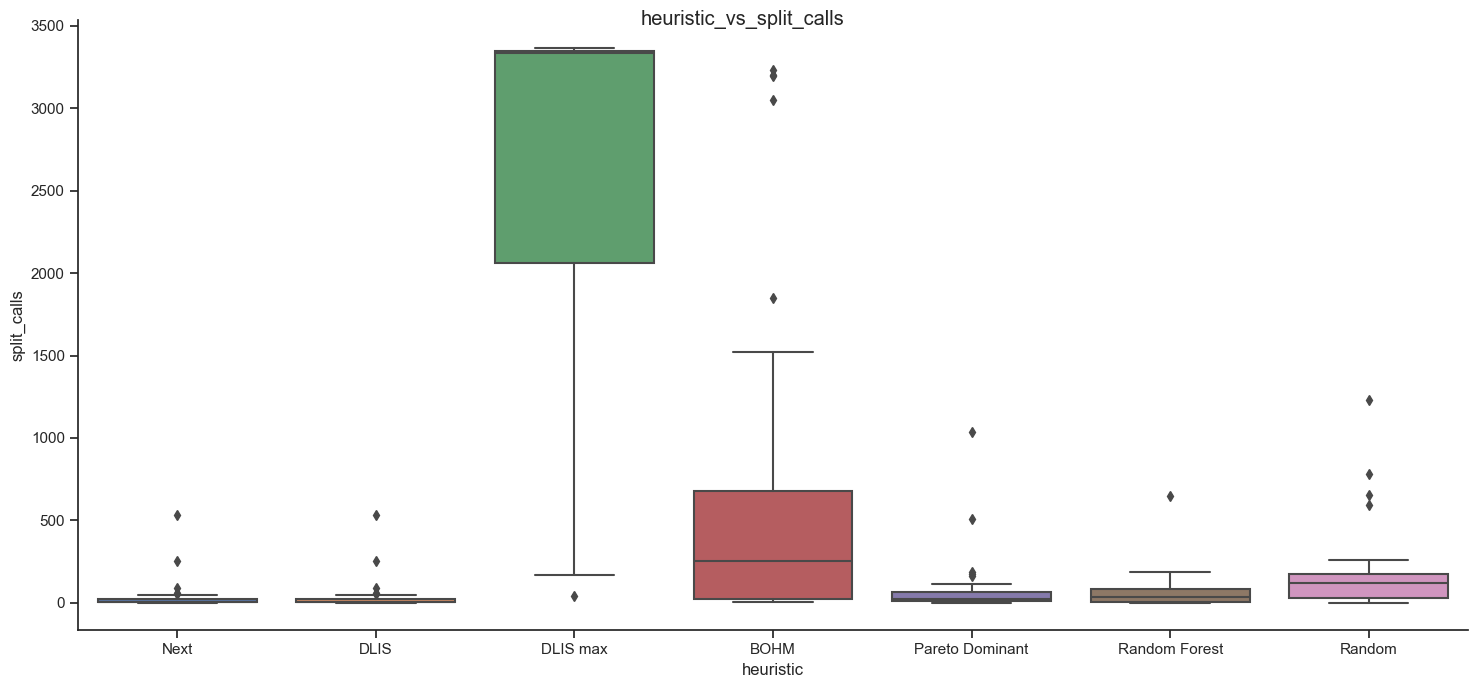 heuristic_vs_split_calls
3500
3000
2500
2000
1500
1000
500
0
split_calls
Next DLIS DLIS max BOHM Pareto Dominant Random Forest Random
heuristic